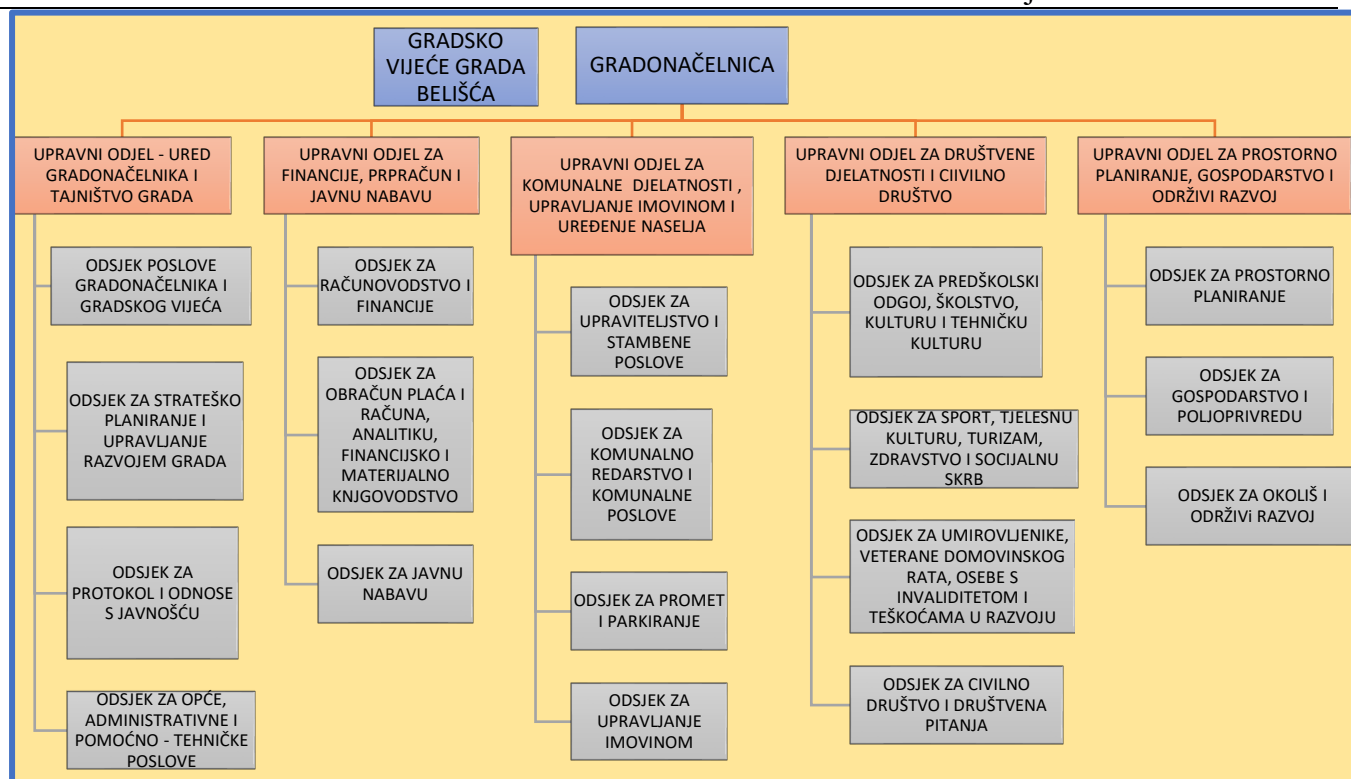 GRADSKO
VIJEĆE GRADA
BELIŠĆA
GRADONAČELNICA
UPRAVNI ODJEL - URED
GRADONAČELNIKA I
TAJNIŠTVO GRADA
ODSJEK POSLOVE
GRADONAČELNIKA I
GRADSKOG VIJEĆA
ODSJEK ZA STRATEŠKO
PLANIRANJE I
UPRAVLJANJE
RAZVOJEM GRADA
ODSJEK ZA
PROTOKOL I ODNOSE
S JAVNOŠĆU
ODSJEK ZA OPĆE,
ADMINISTRATIVNE I
POMOĆNO - TEHNIČKE
POSLOVE
UPRAVNI ODJEL ZA
FINANCIJE, PRPRAČUN I
JAVNU NABAVU
ODSJEK ZA
RAČUNOVODSTVO I
FINANCIJE
ODSJEK ZA
OBRAČUN PLAĆA I
RAČUNA,
ANALITIKU,
FINANCIJSKO I
MATERIJALNO
KNJGOVODSTVO
ODSJEK ZA JAVNU
NABAVU
UPRAVNI ODJEL ZA
KOMUNALNE DJELATNOSTI ,
UPRAVLJANJE IMOVINOM I
UREĐENJE NASELJA
ODSJEK ZA
UPRAVITELJSTVO I
STAMBENE
POSLOVE
ODSJEK ZA
KOMUNALNO
REDARSTVO I
KOMUNALNE
POSLOVE
ODSJEK ZA PROMET
I PARKIRANJE
ODSJEK ZA
UPRAVLJANJE
IMOVINOM
UPRAVNI ODJEL ZA DRUŠTVENE
DJELATNOSTI I CIIVILNO
DRUŠTVO
ODSJEK ZA PREDŠKOLSKI
ODGOJ, ŠKOLSTVO,
KULTURU I TEHNIČKU
KULTURU
ODSJEK ZA SPORT, TJELESNU
KULTURU, TURIZAM,
ZDRAVSTVO I SOCIJALNU
SKRB
ODSJEK ZA UMIROVLJENIKE,
VETERANE DOMOVINSKOG
RATA, OSEBE S
INVALIDITETOM I
TEŠKOĆAMA U RAZVOJU
ODSJEK ZA CIVILNO
DRUŠTVO I DRUŠTVENA
PITANJA
UPRAVNI ODJEL ZA PROSTORNO
PLANIRANJE, GOSPODARSTVO I
ODRŽIVI RAZVOJ
ODSJEK ZA PROSTORNO
PLANIRANJE
ODSJEK ZA
GOSPODARSTVO I
POLJOPRIVREDU
ODSJEK ZA OKOLIŠ I
ODRŽIVi RAZVOJ